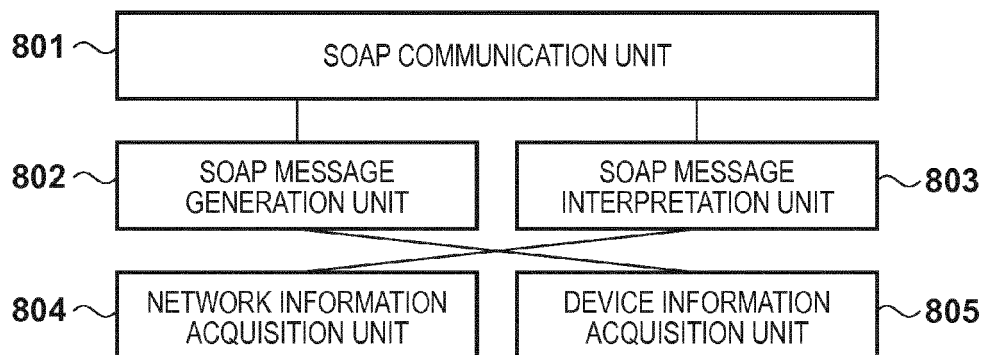 801
SOAP COMMUNICATION UNIT
802
SOAP MESSAGE
GENERATION UNIT
SOAP MESSAGE
INTERPRETATION UNIT
803
804
NETWORK INFORMATION
ACQUISITION UNIT
DEVICE INFORMATION
ACQUISITION UNIT
805